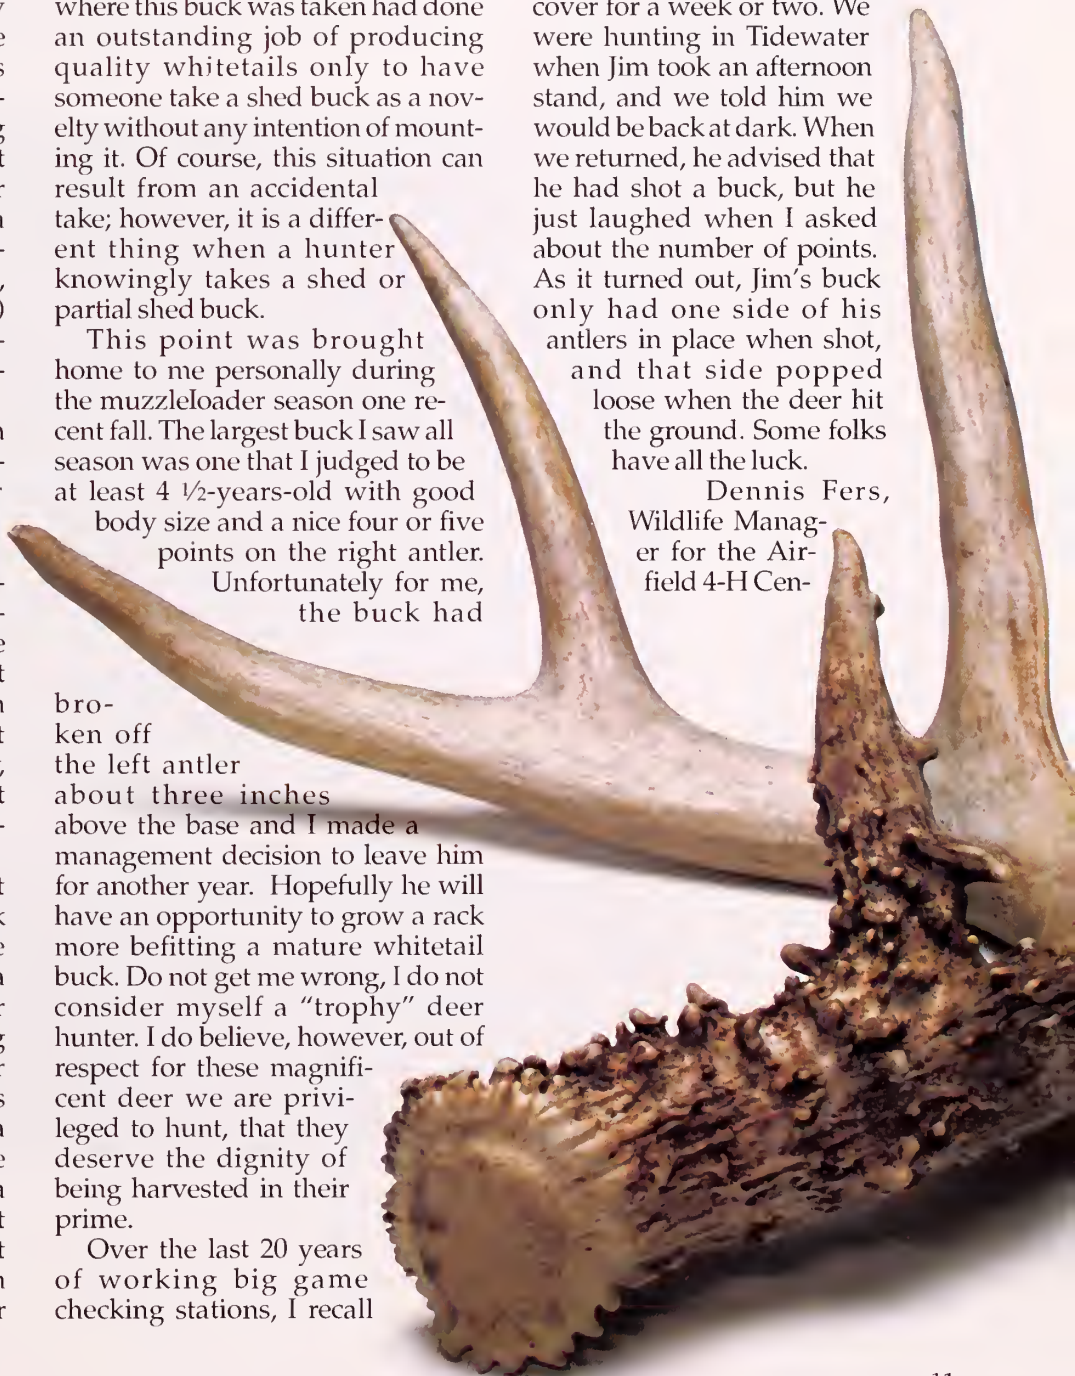 where this buck was taken had done
an outstanding job of producing
quality whitetails only to have
someone take a shed buck as a nov-
elty without any intention of mount-
ing it. Of course, this situation can
result from an accidental
take; however, it is a differ-
ent thing when a hunter
knowingly takes a shed or
partial shed buck.
This point was brought
home to me personally during
the muzzleloader season one re-
cent fall. The largest buck I saw all
season was one that I judged to be
at least 4 ½-years-old with good
body size and a nice four or five
points on the right antler.
Unfortunately for me,
the buck had
bro-
ken off
the left antler
about three inches
above the base and I made a
management decision to leave him
for another year. Hopefully he will
have an opportunity to grow a rack
more befitting a mature whitetail
buck. Do not get me wrong, I do not
consider myself a "trophy" deer
hunter. I do believe, however, out of
respect for these magnifi-
cent deer we are privi-
leged to hunt, that they
deserve the dignity of
being harvested in their
prime.
Over the last 20 years
of working big game
checking stations, I recall
cover for a week or two. We
were hunting in Tidewater
when Jim took an afternoon
stand, and we told him we
would be back at dark. When
we returned, he advised that
he had shot a buck, but he
just laughed when I asked
about the number of points.
As it turned out, Jim's buck
only had one side of his
antlers in place when shot,
and that side popped
loose when the deer hit
the ground. Some folks
have all the luck.
Dennis Fers,
Wildlife Manag-
er for the Air-
field 4-H Cen-